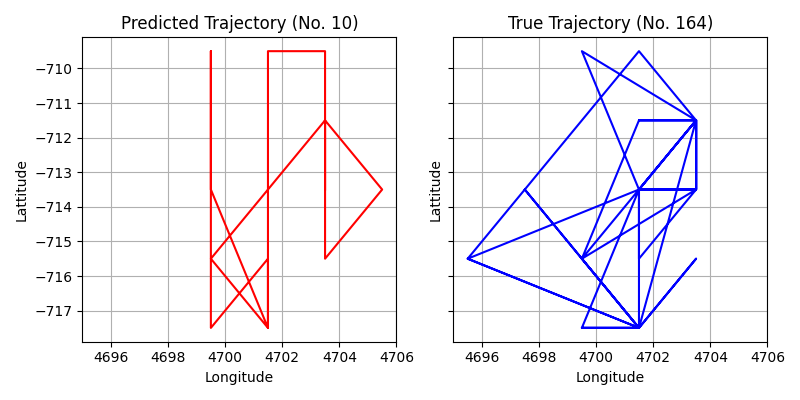 Predicted Trajectory (No. 10)
True Trajectory (No. 164)
−710
−711
−712
−713
−714
−715
−716
−717
Lattitude
Lattitude
4696 4698 4700 4702 4704 4706
4696 4698 4700 4702 4704 4706
Longitude
Longitude